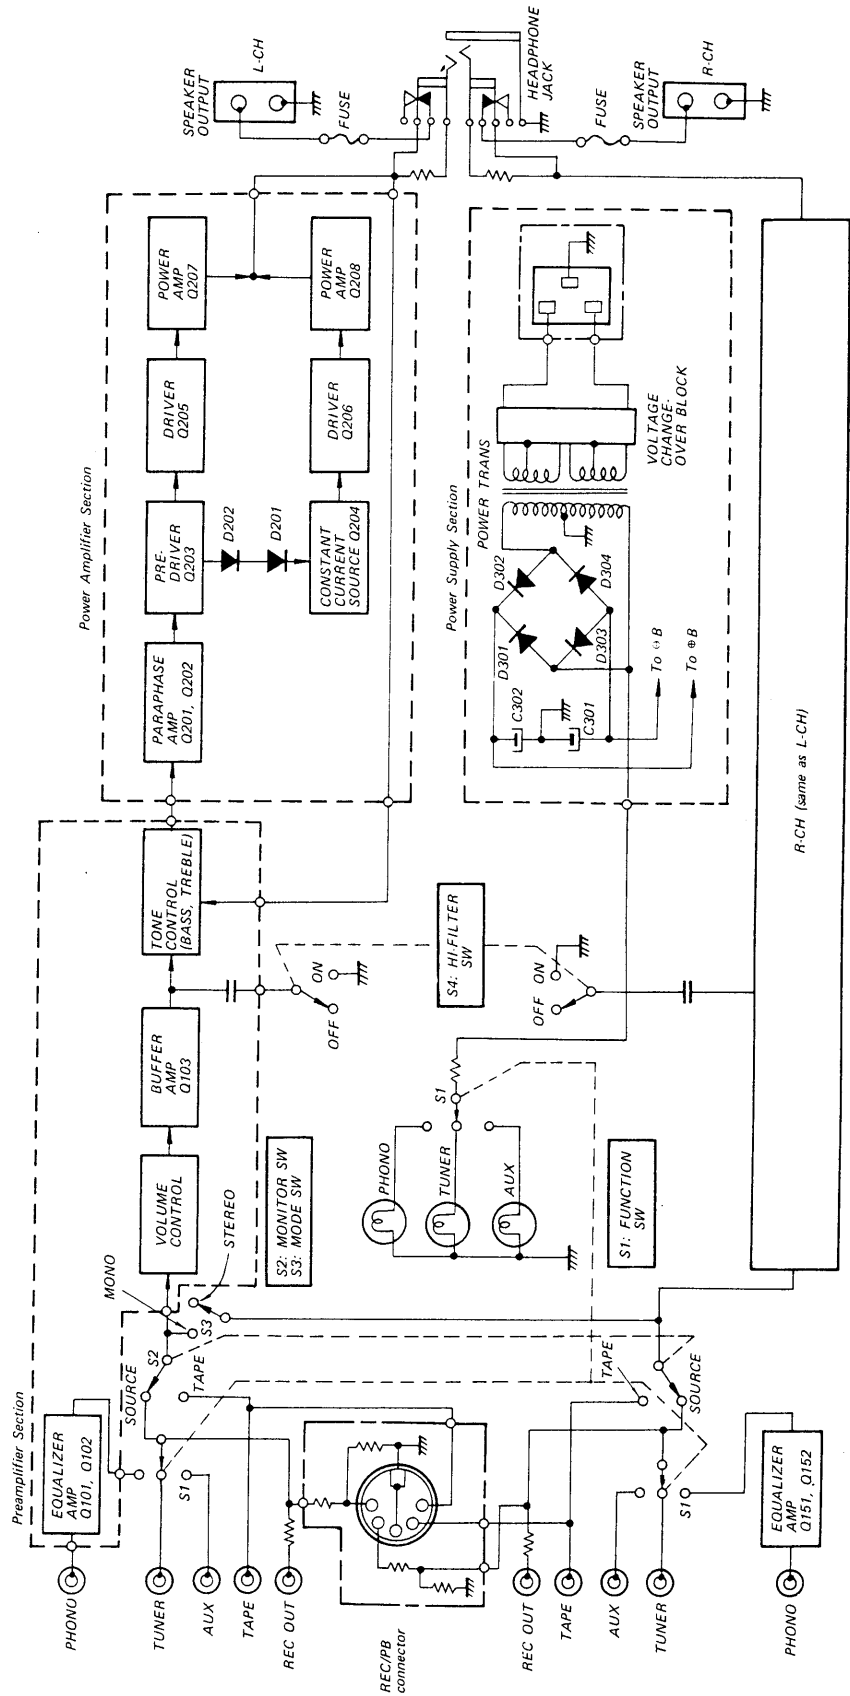 Preamplifier Section
PHONO
EQUALIZER
AMP
Q101, Q102
TUNER
S1
AUX
TAPE
REC OUT
SOURCE
TAPE
S2
MONO
S3
STEREO
VOLUME
CONTROL
BUFFER
AMP
Q103
TONE
CONTROL
(BASS, TREBLE)
S2: MONITOR SW
S3: MODE SW
OFF
ON
S4: HI-FILTER
SW
OFF
ON
Power Amplifier Section
PARAPHASE
AMP
Q201, Q202
PRE-
DRIVER
Q203
D202
D201
CONSTANT
CURRENT
SOURCE Q204
DRIVER
Q205
DRIVER
Q206
POWER
AMP
Q207
POWER
AMP
Q208
SPEAKER
OUTPUT
L-CH
FUSE
HEADPHONE
JACK
FUSE
SPEAKER
OUTPUT
R-CH
Power Supply Section
POWER TRANS
D302
D301
D304
D303
C302
C301
To ⊖ B
To ⊕ B
VOLTAGE
CHANGE-
OVER BLOCK
PHONO
TUNER
AUX
S1
S1: FUNCTION
SW
REC/PB
connector
REC OUT
TAPE
AUX
TUNER
PHONO
TAPE
SOURCE
S1
EQUALIZER
AMP
Q151, Q152
R-CH (same as L-CH)